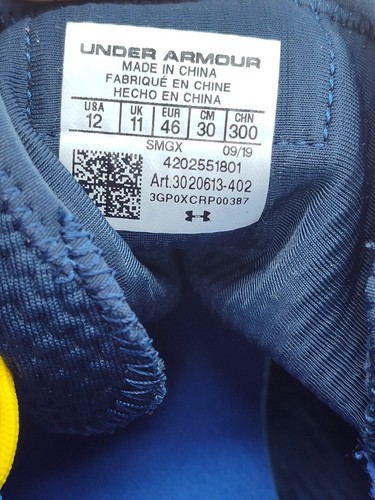 UNDER ARMOUR
MADE IN CHINA
FABRIQUÉ EN CHINE
HECHO EN CHINA
USA UK EUR CM CHN
12 11 46 30 300
SMGX 09/19
4202551801
Art.3020613-402
3GP0XCRP00387